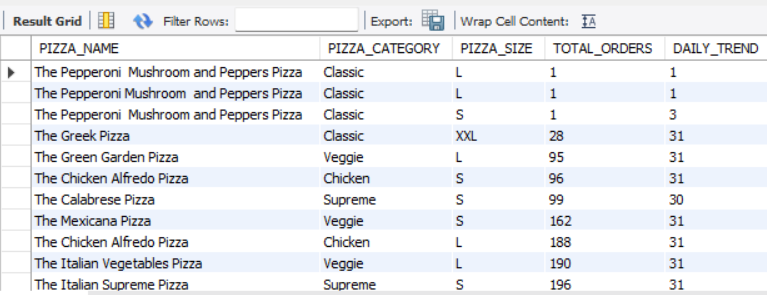 Result Grid Filter Rows: Export: Wrap Cell Content: IA
PIZZA_NAME PIZZA_CATEGORY PIZZA_SIZE TOTAL_ORDERS DAILY_TREND
The Pepperoni  Mushroom and Peppers Pizza Classic L 1 1
The Pepperoni Mushroom  and Peppers Pizza Classic L 1 1
The Pepperoni  Mushroom and Peppers Pizza Classic S 1 3
The Greek Pizza Classic XXL 28 31
The Green Garden Pizza Veggie L 95 31
The Chicken Alfredo Pizza Chicken S 96 31
The Calabrese Pizza Supreme S 99 30
The Mexicana Pizza Veggie S 162 31
The Chicken Alfredo Pizza Chicken L 188 31
The Italian Vegetables Pizza Veggie L 190 31
The Italian Supreme Pizza Supreme S 196 31